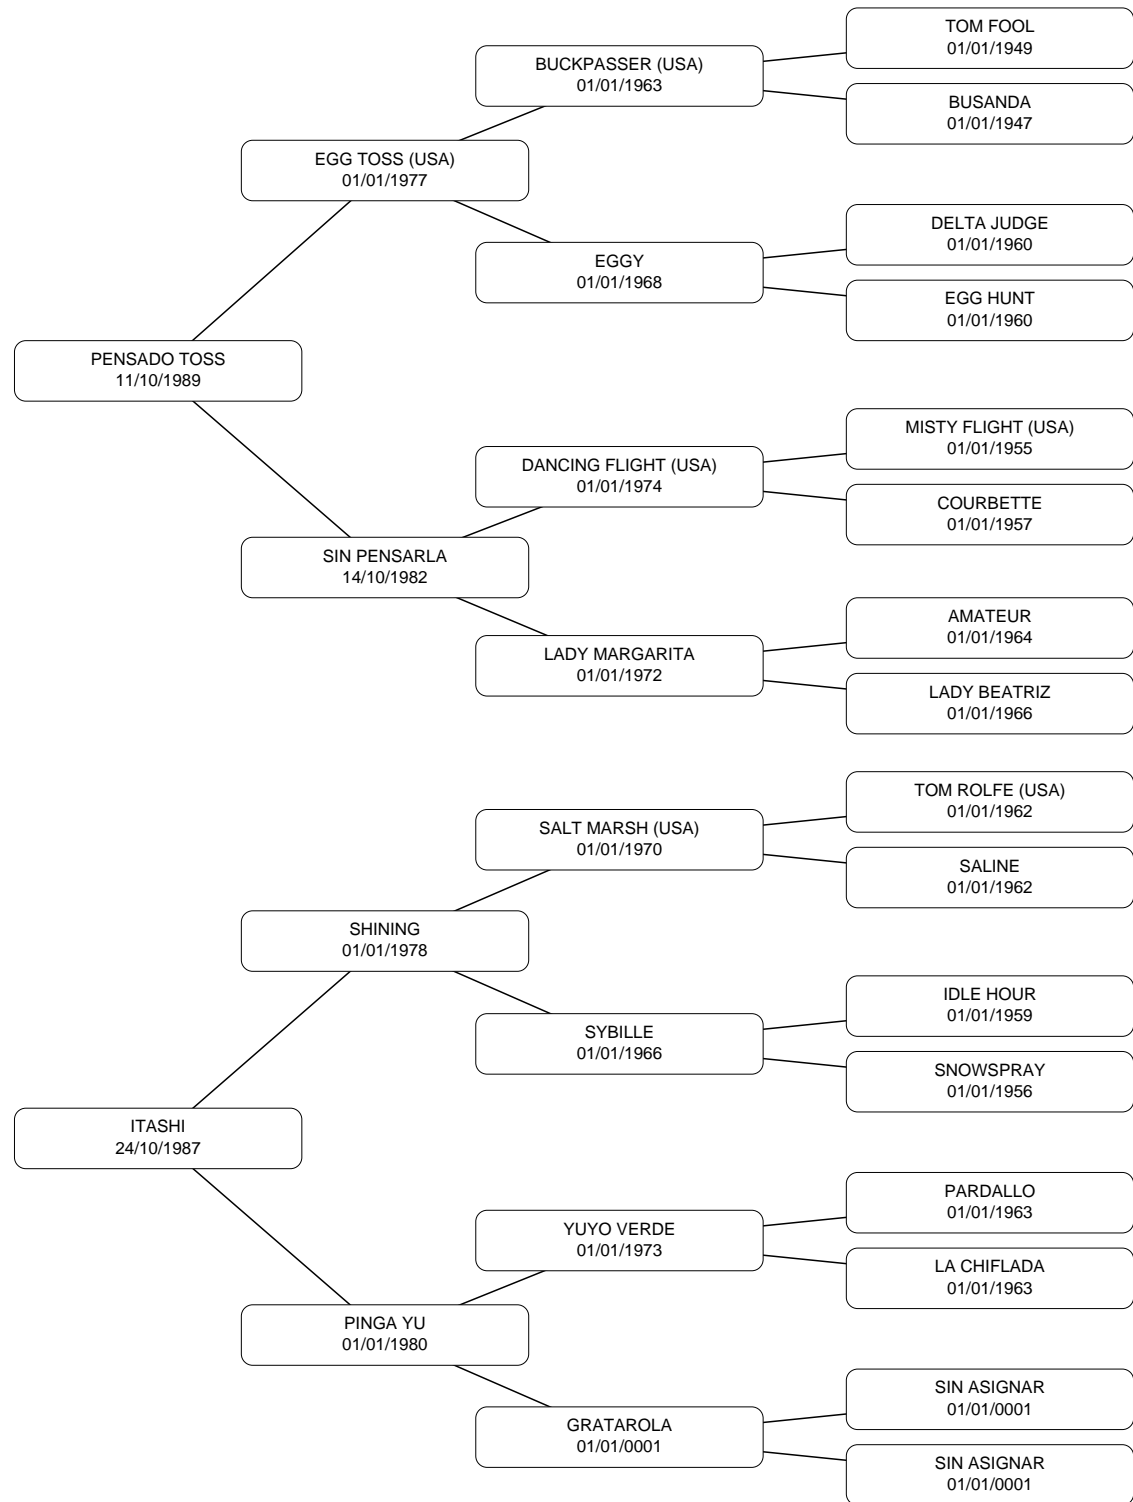 TOM FOOL
01/01/1949
BUCKPASSER (USA)
01/01/1963
BUSANDA
01/01/1947
EGG TOSS (USA)
01/01/1977
DELTA JUDGE
01/01/1960
EGGY
01/01/1968
EGG HUNT
01/01/1960
PENSADO TOSS
11/10/1989
MISTY FLIGHT (USA)
01/01/1955
DANCING FLIGHT (USA)
01/01/1974
COURBETTE
01/01/1957
SIN PENSARLA
14/10/1982
AMATEUR
01/01/1964
LADY MARGARITA
01/01/1972
LADY BEATRIZ
01/01/1966
TOM ROLFE (USA)
01/01/1962
SALT MARSH (USA)
01/01/1970
SALINE
01/01/1962
SHINING
01/01/1978
IDLE HOUR
01/01/1959
SYBILLE
01/01/1966
SNOWSPRAY
01/01/1956
ITASHI
24/10/1987
PARDALLO
01/01/1963
YUYO VERDE
01/01/1973
LA CHIFLADA
01/01/1963
PINGA YU
01/01/1980
SIN ASIGNAR
01/01/0001
GRATAROLA
01/01/0001
SIN ASIGNAR
01/01/0001